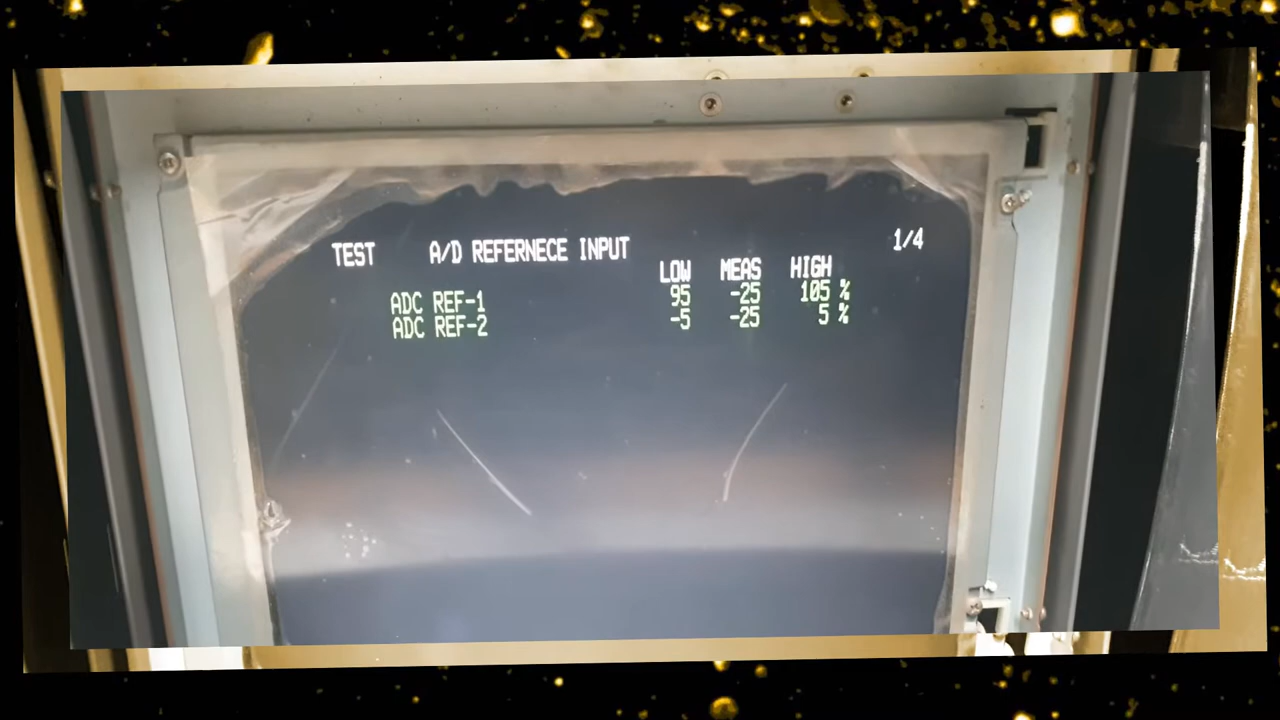 TEST A/D REFERNECE INPUT 1/4
LOW MEAS HIGH
ADC REF-1 95 -25 105 %
ADC REF-2 -5 -25 5 %